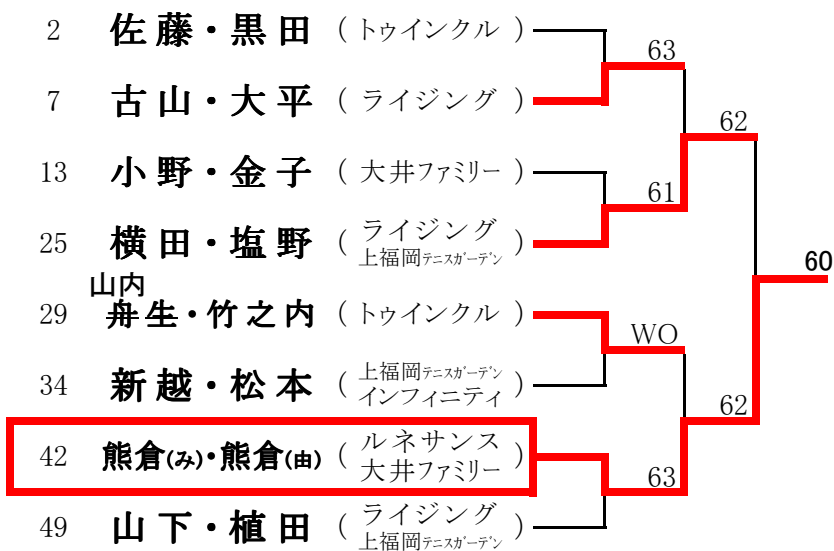 2 佐藤・黒田 (トゥインクル)
63
7 古山・大平 (ライジング)
62
13 小野・金子 (大井ファミリー)
61
25 横田・塩野 (ライジング
上福岡テニスガーデン)
60
山内
29 舟生・竹之内 (トゥインクル)
WO
34 新越・松本 (上福岡テニスガーデン
インフィニティ)
62
42 熊倉(み)・熊倉(由) (ルネサンス
大井ファミリー)
63
49 山下・植田 (ライジング
上福岡テニスガーデン)